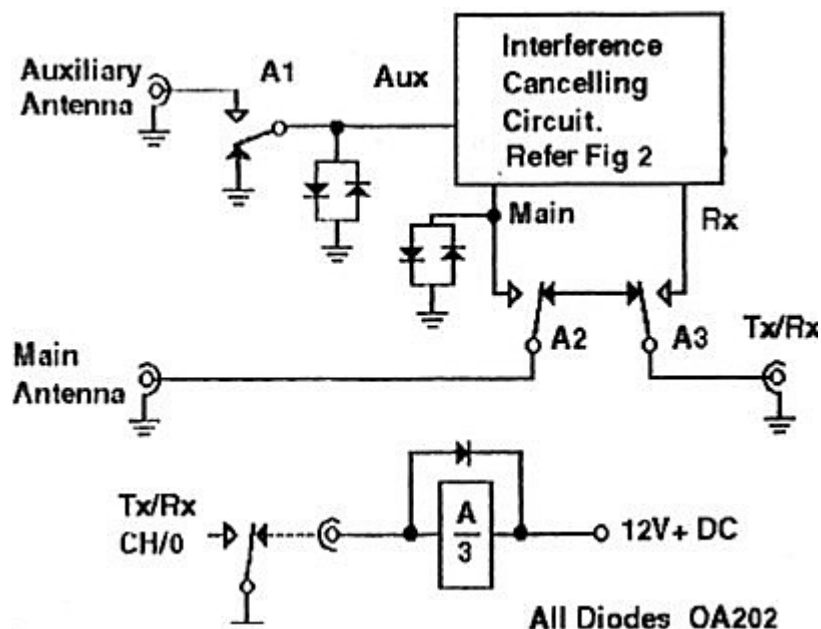 Auxiliary
Antenna
A1
Aux
Interference
Cancelling
Circuit.
Refer Fig 2
Main
Rx
A2
A3
Tx/Rx
Main
Antenna
Tx/Rx
CH/0
A
3
12V+ DC
All Diodes OA202